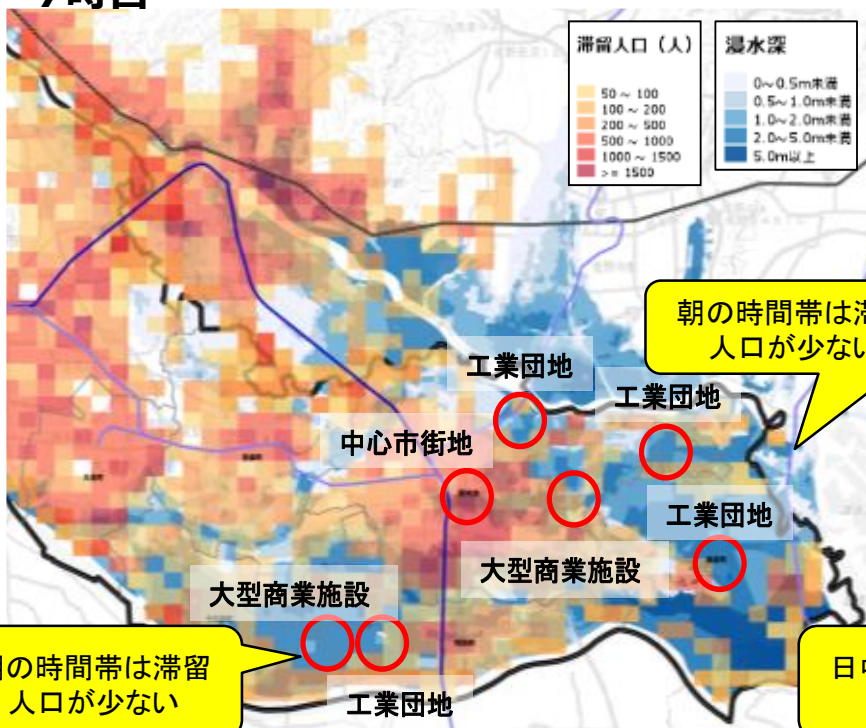 7時台
滞留人口(人)
50 ~ 100
100 ~ 200
200 ~ 500
500 ~ 1000
1000 ~ 1500
>= 1500
浸水深
0~0.5m未満
0.5~1.0m未満
1.0~2.0m未満
2.0~5.0m未満
5.0m以上
朝の時間帯は滞
人口が少ない
工業団地
工業団地
中心市街地
工業団地
大型商業施設
大型商業施設
の時間帯は滞留
人口が少ない
工業団地
日中